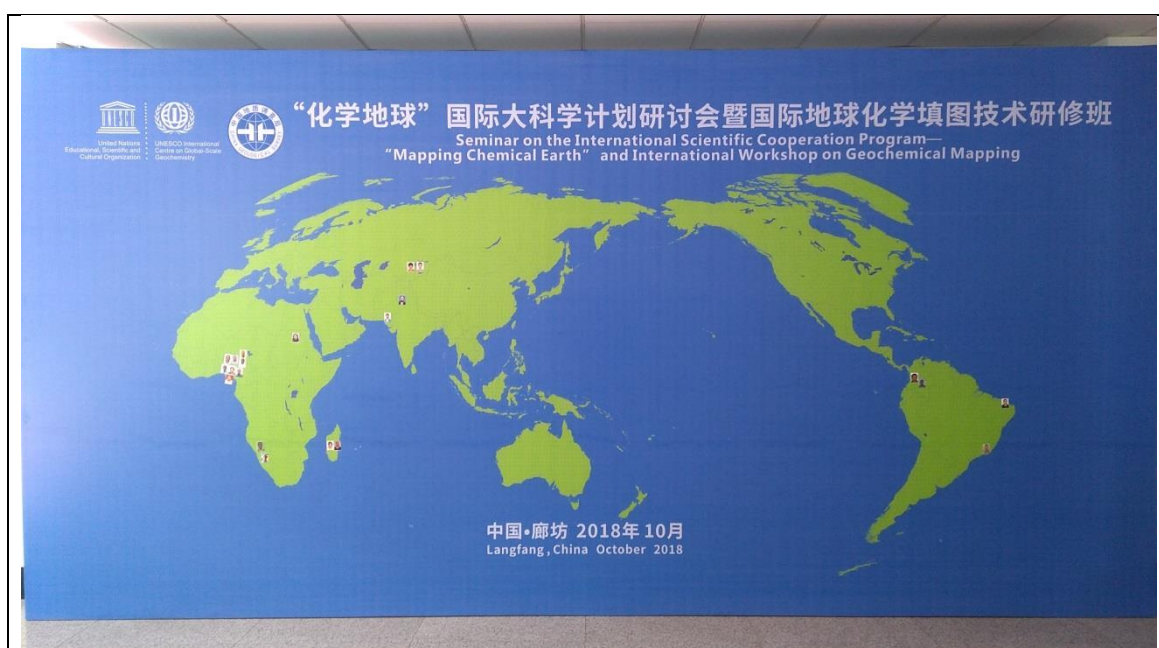 “化学地球”国际大科学计划研讨会暨国际地球化学填图技术研修班
Seminar on the International Scientific Cooperation Program—
“Mapping Chemical Earth” and International Workshop on Geochemical Mapping
United Nations
Educational, Scientific and
Cultural Organization
UNESCO International
Centre on Global-Scale
Geochemistry
中国•廊坊 2018年10月
Langfang, China October 2018